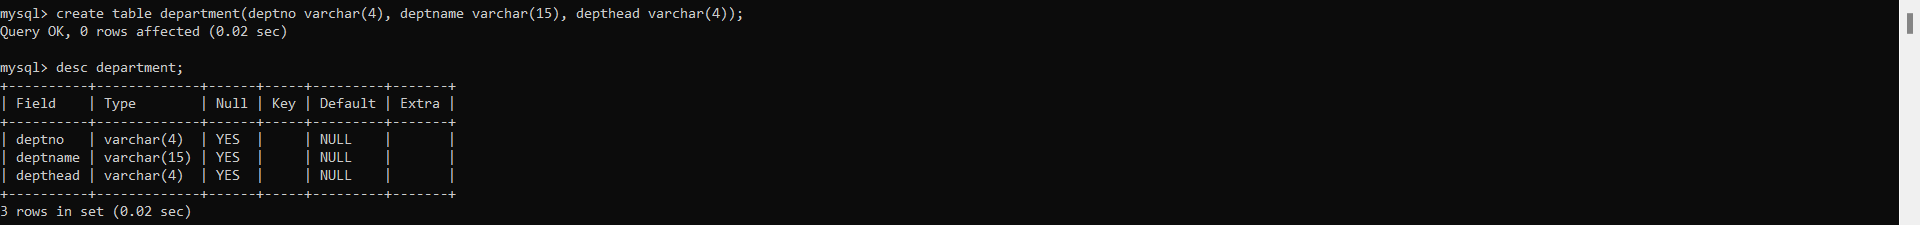 mysql> create table department(deptno varchar(4), deptname varchar(15), depthead varchar(4));
Query OK, 0 rows affected (0.02 sec)
mysql> desc department;
+----------+-------------+------+-----+---------+-------+
| Field    | Type        | Null | Key | Default | Extra |
+----------+-------------+------+-----+---------+-------+
| deptno   | varchar(4)  | YES  |     | NULL    |       |
| deptname | varchar(15) | YES  |     | NULL    |       |
| depthead | varchar(4)  | YES  |     | NULL    |       |
+----------+-------------+------+-----+---------+-------+
3 rows in set (0.02 sec)